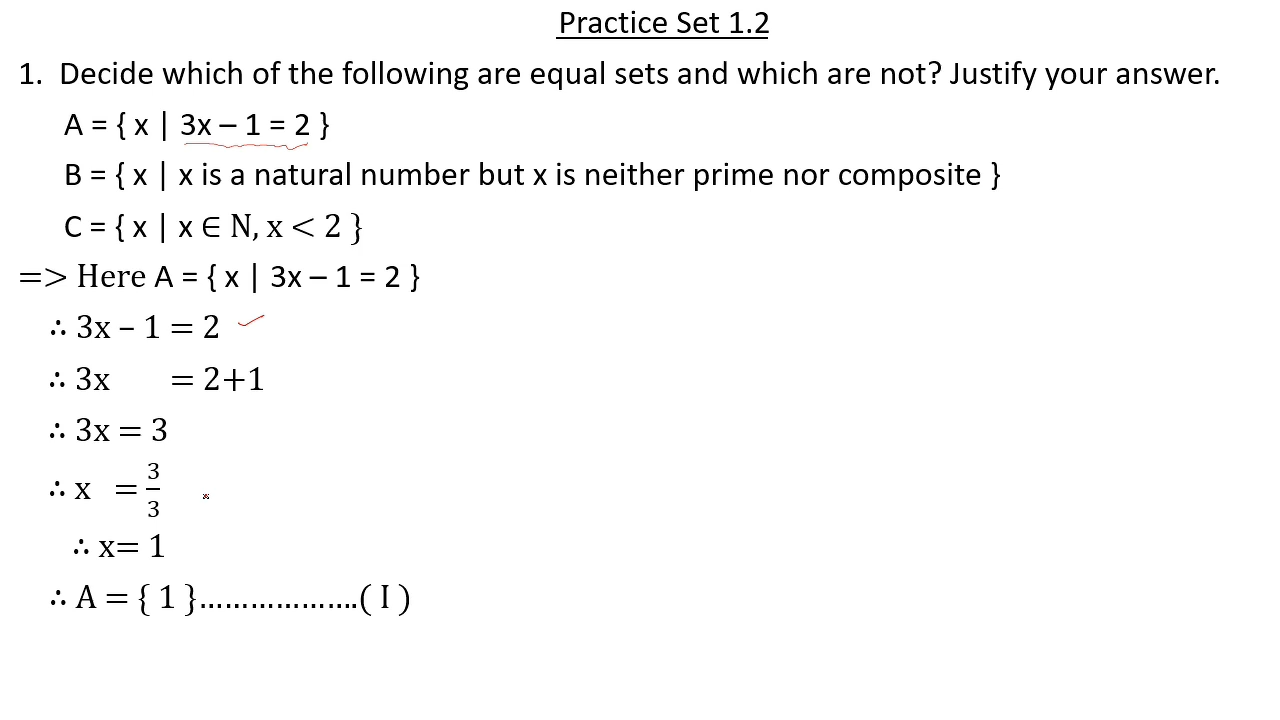 Practice Set 1.2
1. Decide which of the following are equal sets and which are not? Justify your answer.
A = { x | 3x – 1 = 2 }
B = { x | x is a natural number but x is neither prime nor composite }
C = { x | x ∈ N, x < 2 }
=> Here A = { x | 3x – 1 = 2 }
∴ 3x – 1 = 2
∴ 3x = 2+1
∴ 3x = 3
∴ x = 3/3
∴ x= 1
∴ A = { 1 }………………….( I )